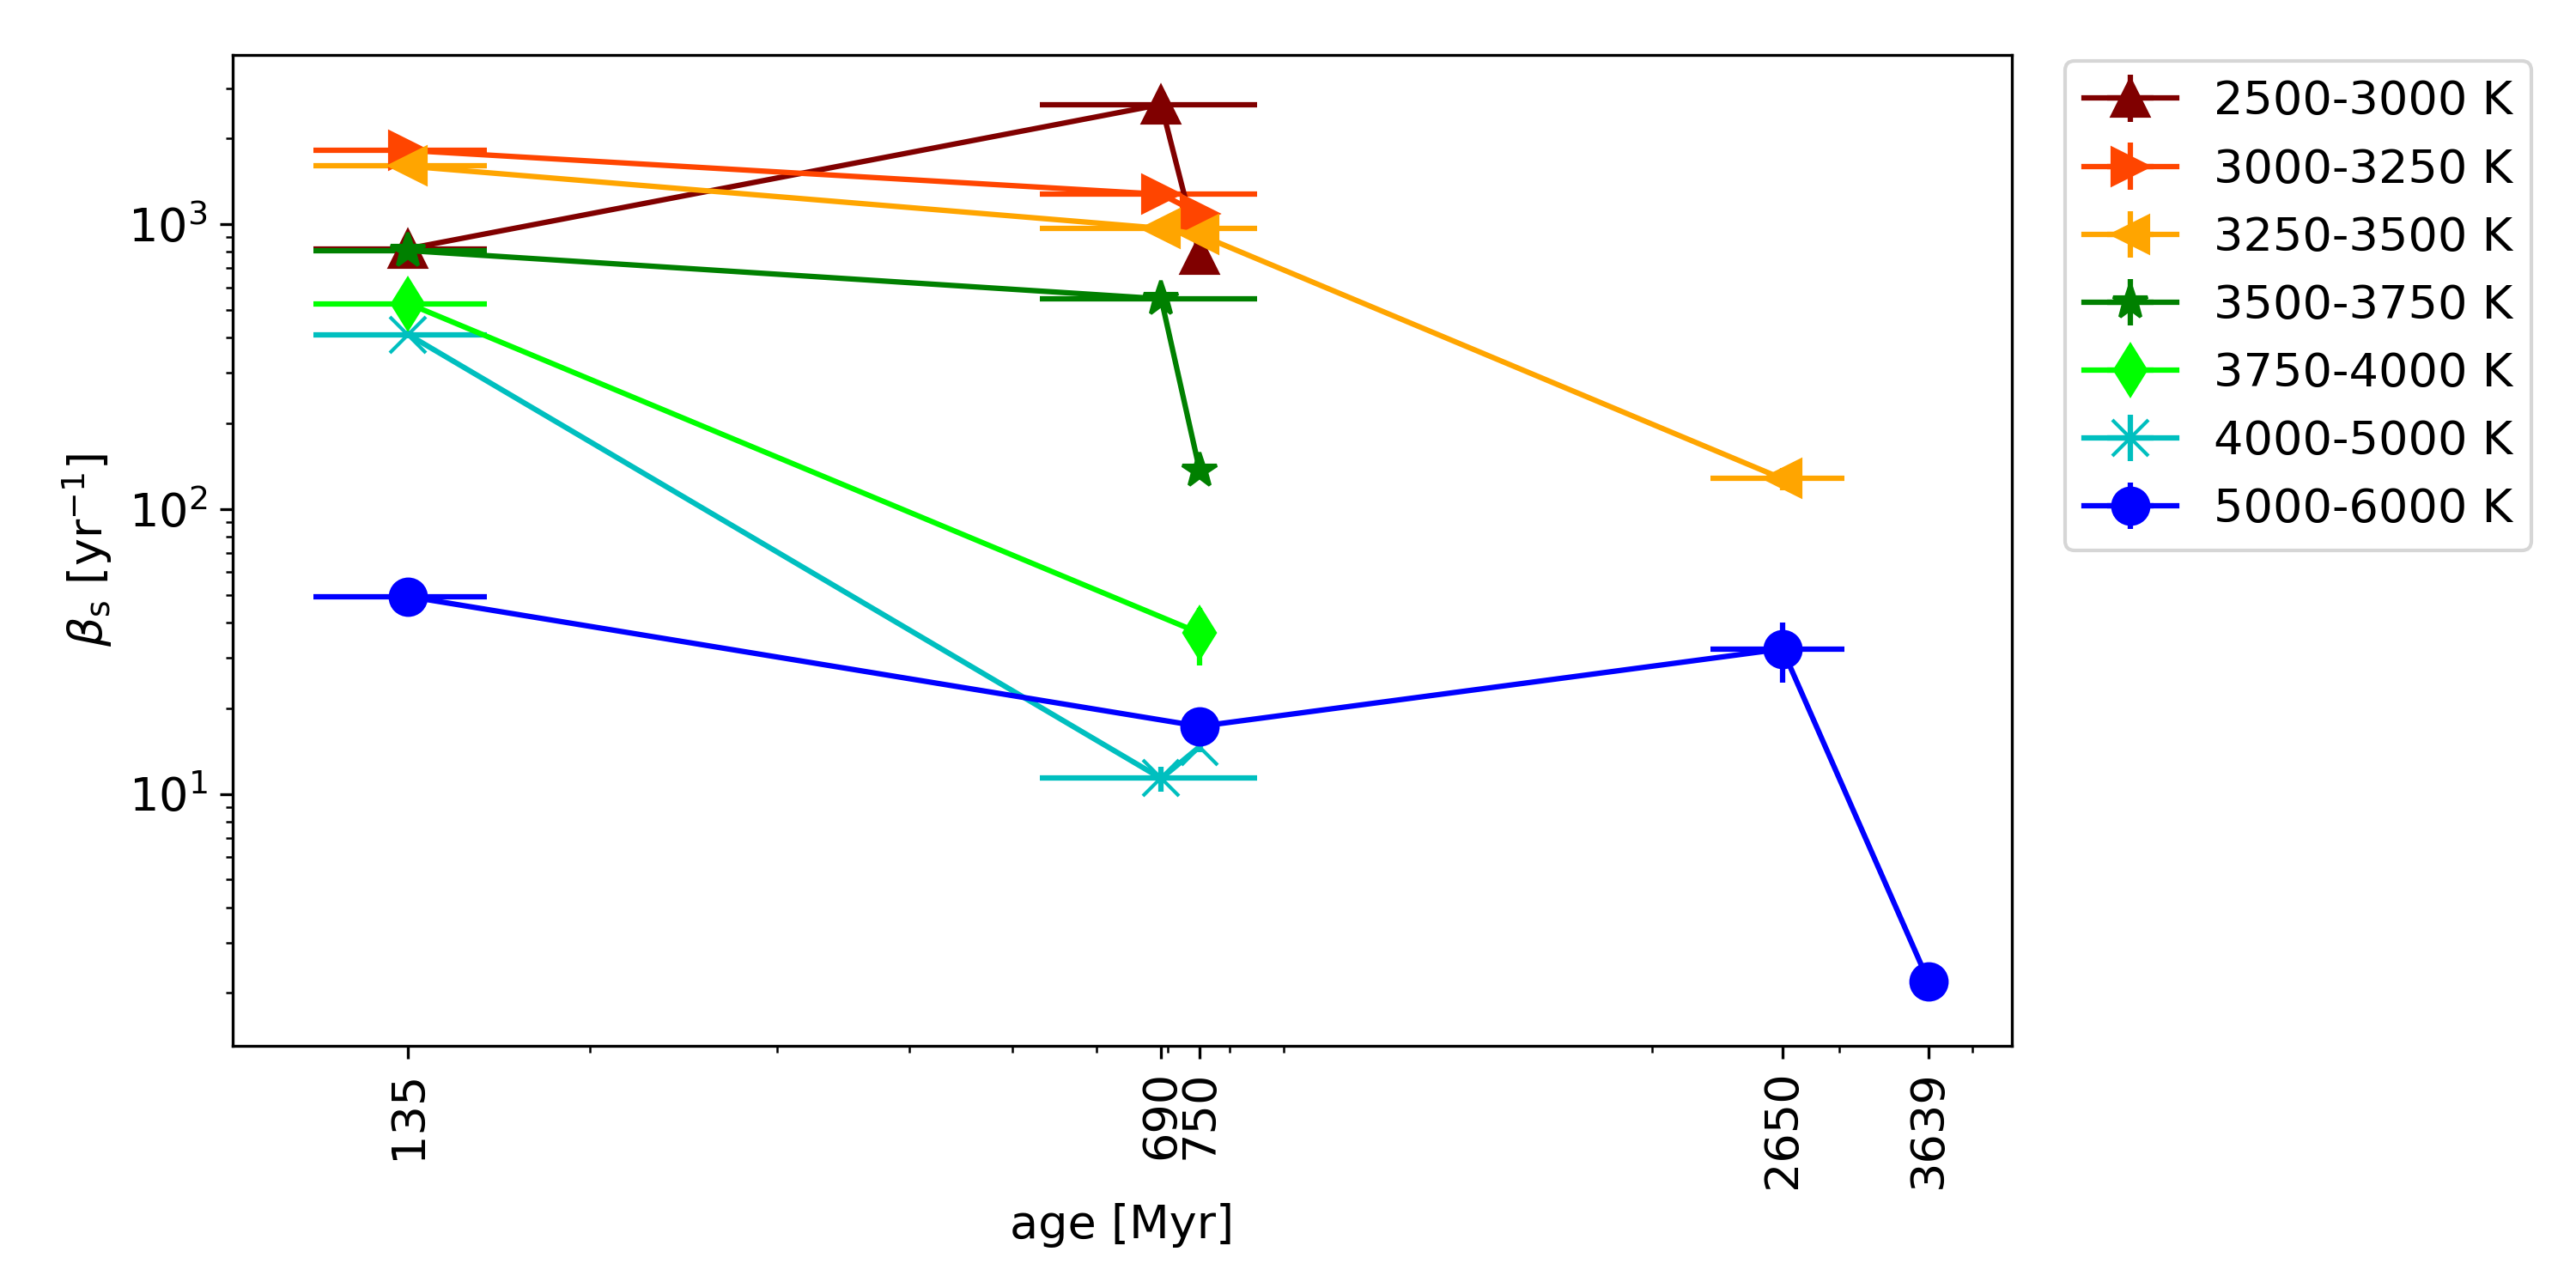 10³
10²
10¹
βₛ [yr⁻¹]
135
690
750
2650
3639
age [Myr]
2500-3000 K
3000-3250 K
3250-3500 K
3500-3750 K
3750-4000 K
4000-5000 K
5000-6000 K